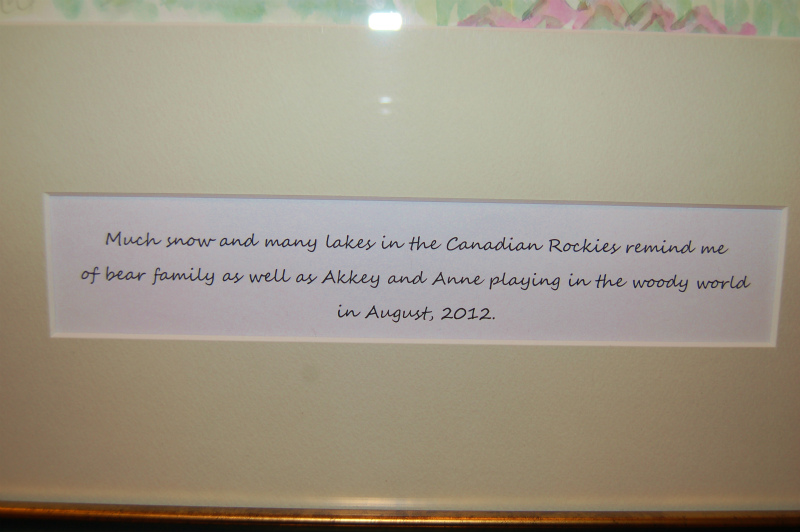 Much snow and many lakes in the Canadian Rockies remind me
of bear family as well as Akkey and Anne playing in the woody world
in August, 2012.